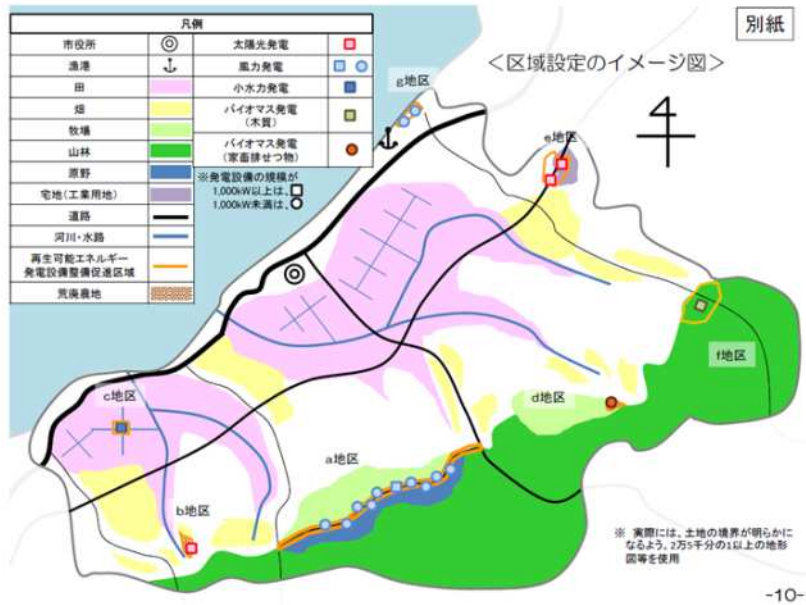 別紙
凡例
市役所
太陽光発電
漁港
風力発電
田
小水力発電
畑
バイオマス発電
(木質)
牧場
山林
バイオマス発電
(家畜排せつ物)
原野
宅地(工業用地)
道路
河川・水路
再生可能エネルギー
発電設備整備促進区域
荒廃農地
※発電設備の規模が
1,000kW以上は、□
1,000kW未満は、○
<区域設定のイメージ図>
g地区
e地区
f地区
d地区
c地区
a地区
b地区
※ 実際には、土地の境界が明らかに
なるよう、2万5千分の1以上の地形
図等を使用
-10-